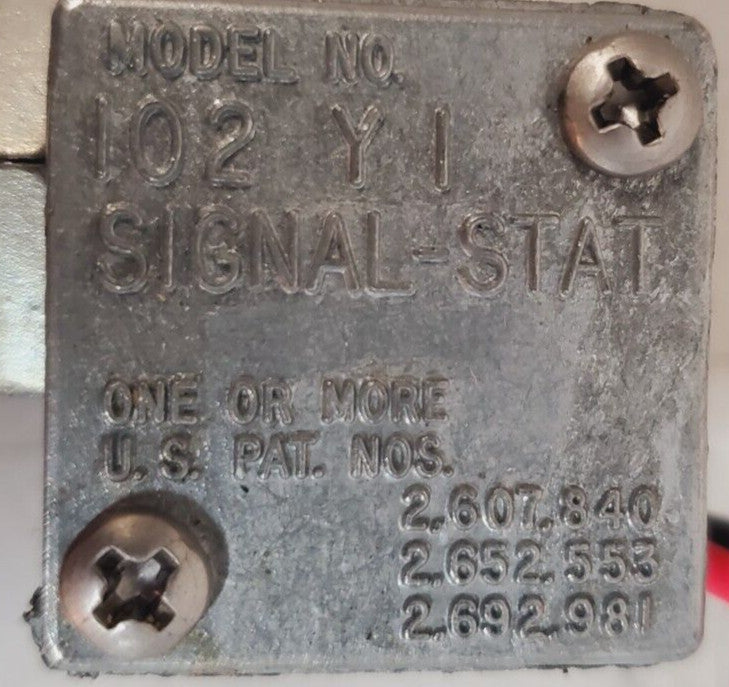 MODEL NO.
102 Y 1
SIGNAL-STAT
ONE OR MORE
U.S. PAT. NOS.
2,607,840
2,652,553
2,692,981